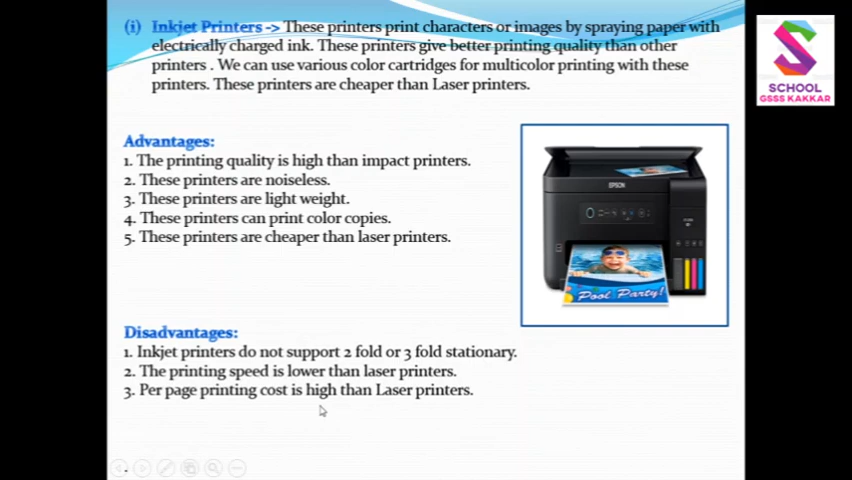 (i) Inkjet Printers -> These printers print characters or images by spraying paper with
electrically charged ink. These printers give better printing quality than other
printers . We can use various color cartridges for multicolor printing with these
printers. These printers are cheaper than Laser printers.
SCHOOL
GSSS KAKKAR
Advantages:
1. The printing quality is high than impact printers.
2. These printers are noiseless.
3. These printers are light weight.
4. These printers can print color copies.
5. These printers are cheaper than laser printers.
EPSON
Pool Party!
Disadvantages:
1. Inkjet printers do not support 2 fold or 3 fold stationary.
2. The printing speed is lower than laser printers.
3. Per page printing cost is high than Laser printers.